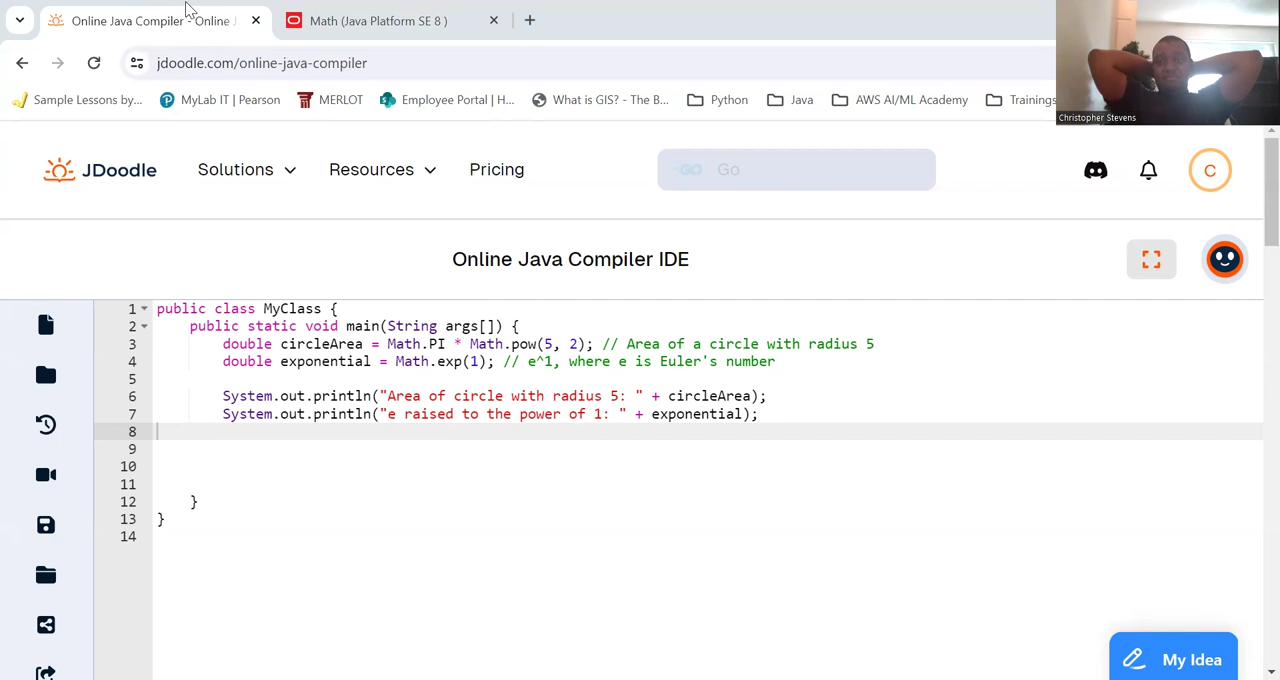 Online Java Compiler - Online J
Math (Java Platform SE 8 )
jdoodle.com/online-java-compiler
Sample Lessons by...
MyLab IT | Pearson
MERLOT
Employee Portal | H...
What is GIS? - The B...
Python
Java
AWS AI/ML Academy
Trainings
Christopher Stevens
JDoodle
Solutions
Resources
Pricing
GO
Go
C
Online Java Compiler IDE
1 public class MyClass {
2 public static void main(String args[]) {
3 double circleArea = Math.PI * Math.pow(5, 2); // Area of a circle with radius 5
4 double exponential = Math.exp(1); // e^1, where e is Euler's number
5
6 System.out.println("Area of circle with radius 5: " + circleArea);
7 System.out.println("e raised to the power of 1: " + exponential);
8
9
10
11
12 }
13 }
14
My Idea